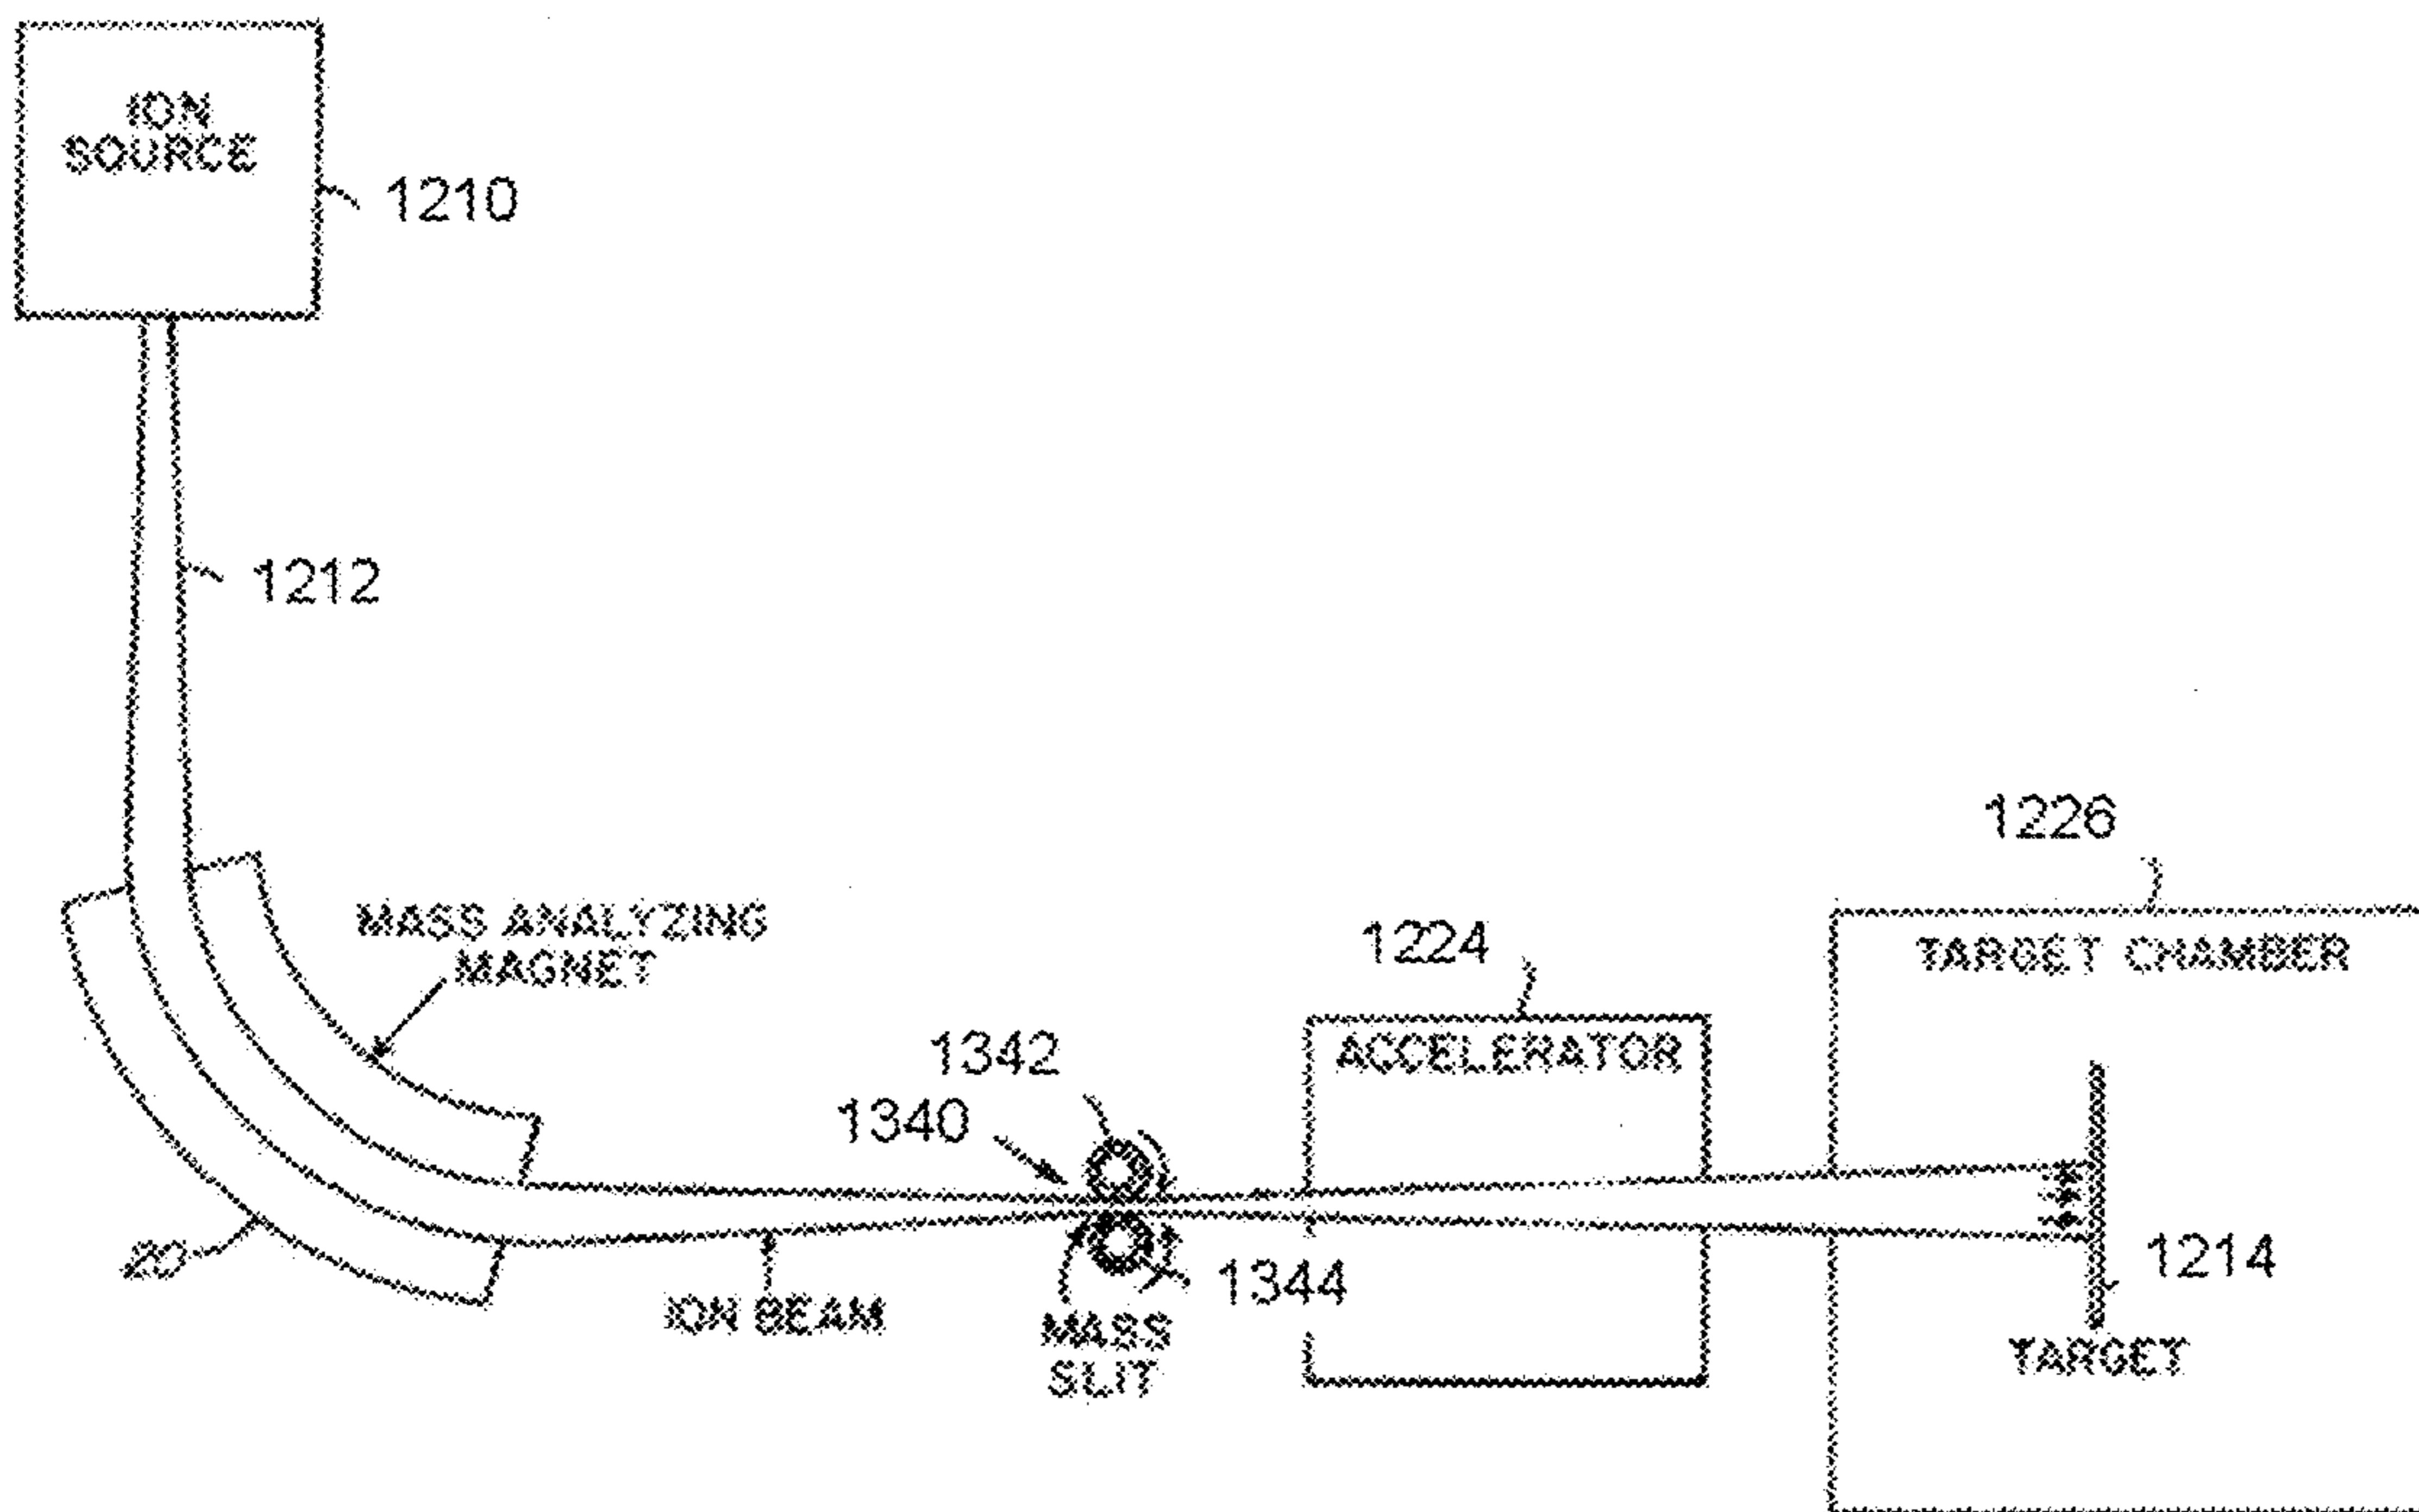 ION
SOURCE
1210
1212
MASS ANALYZING
MAGNET
20
ION BEAM
1342
1340
MASS
SLIT
1344
1224
ACCELERATOR
1226
TARGET CHAMBER
1214
TARGET